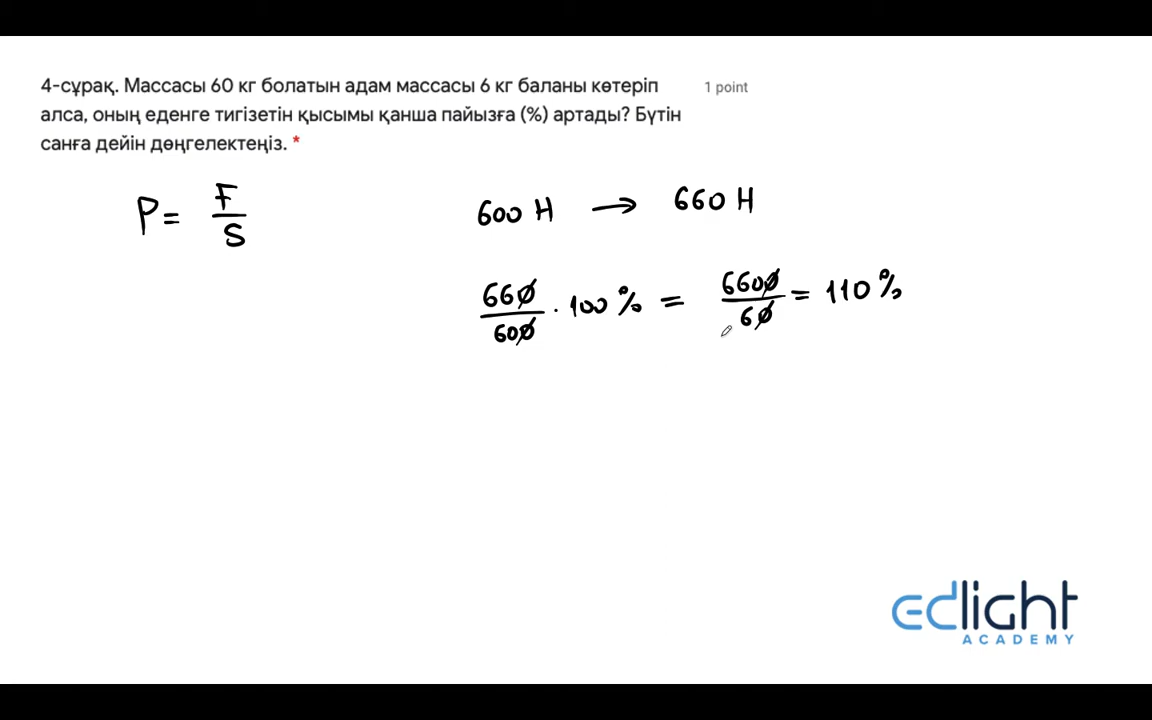 4-сұрақ. Массасы 60 кг болатын адам массасы 6 кг баланы көтеріп
1 point
алса, оның еденге тигізетін қысымы қанша пайызға (%) артады? Бүтін
санға дейін дөңгелектеңіз. *
P = F/S
600 Н → 660 Н
660/600 · 100 % = 6600/60 = 110 %
edlight
ACADEMY